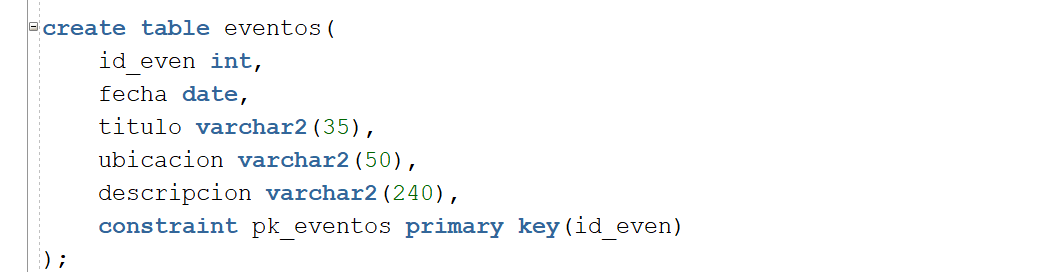 create table eventos(
    id_even int,
    fecha date,
    titulo varchar2(35),
    ubicacion varchar2(50),
    descripcion varchar2(240),
    constraint pk_eventos primary key(id_even)
);